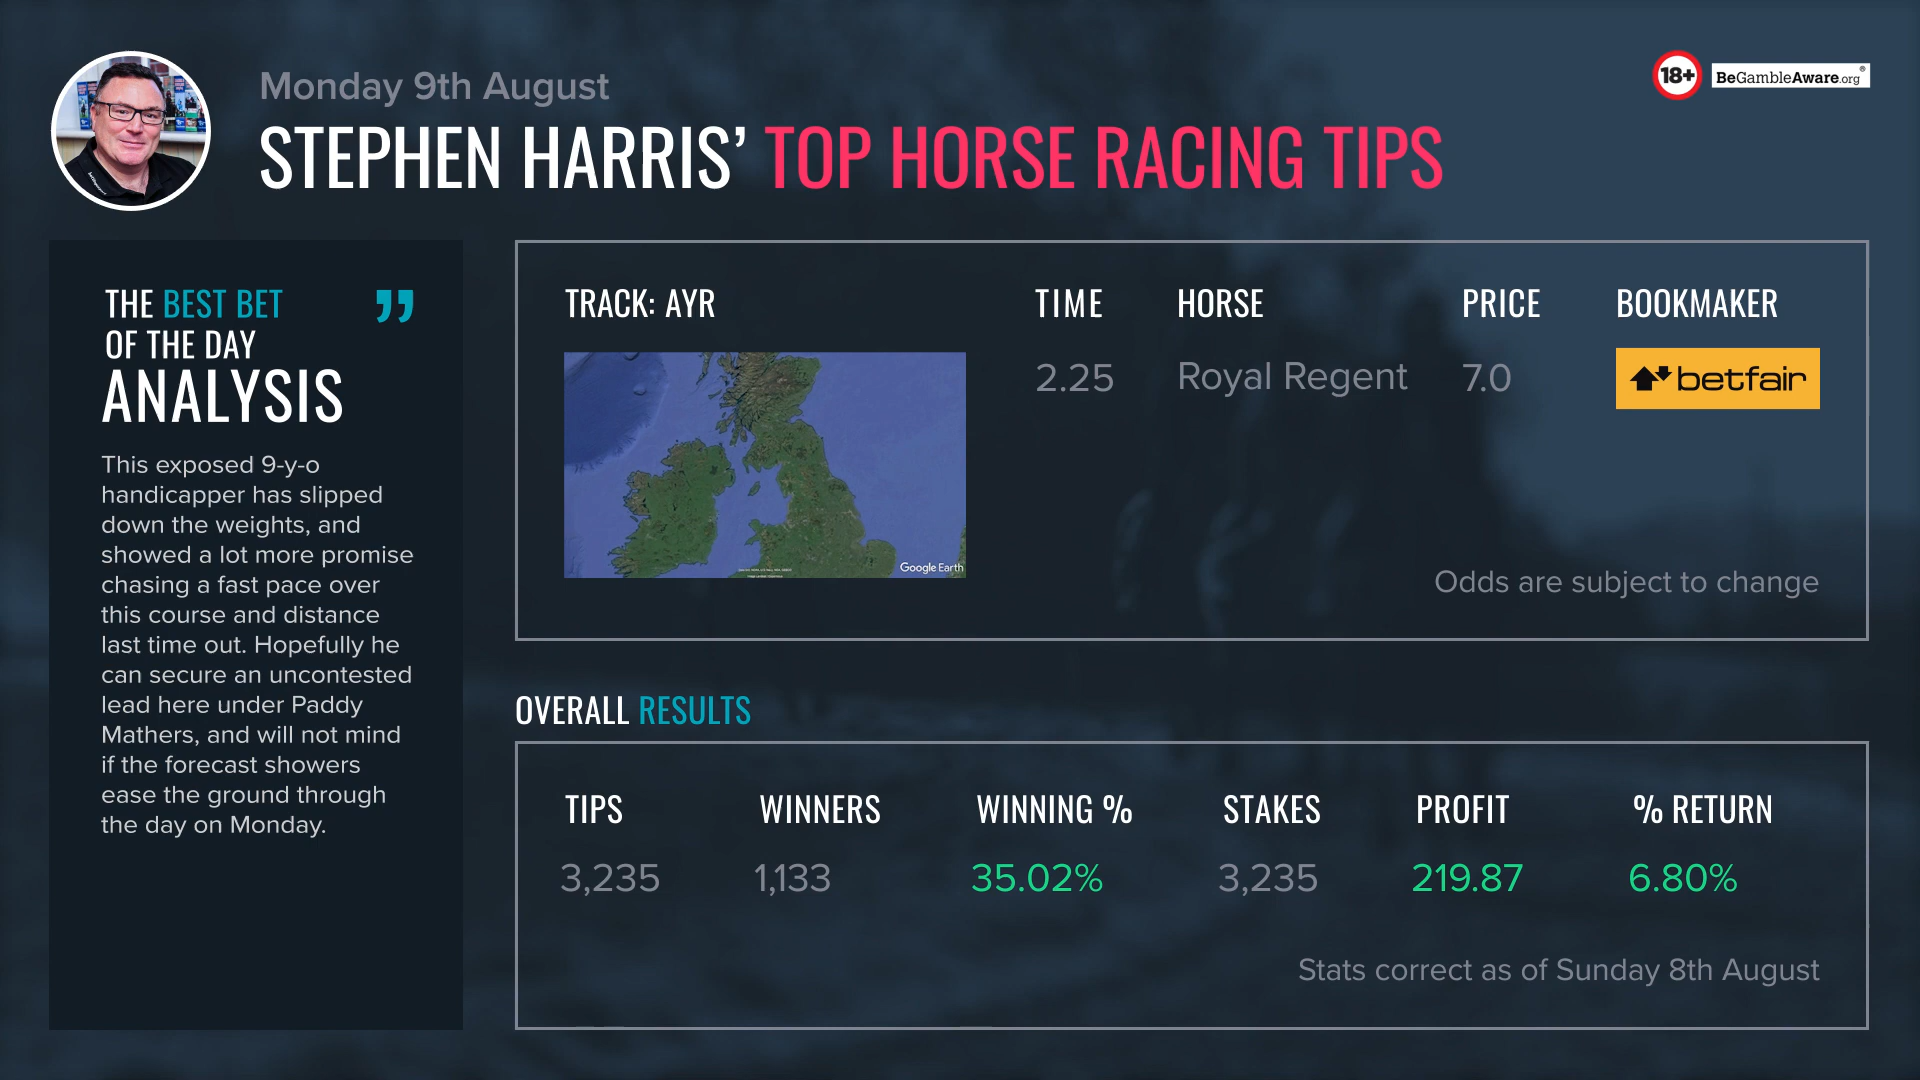 Monday 9th August
STEPHEN HARRIS’ TOP HORSE RACING TIPS
18+
BeGambleAware.org®
THE BEST BET
OF THE DAY
ANALYSIS
”
This exposed 9-y-o
handicapper has slipped
down the weights, and
showed a lot more promise
chasing a fast pace over
this course and distance
last time out. Hopefully he
can secure an uncontested
lead here under Paddy
Mathers, and will not mind
if the forecast showers
ease the ground through
the day on Monday.
TRACK: AYR
Google Earth
TIME HORSE PRICE BOOKMAKER
2.25 Royal Regent 7.0 betfair
Odds are subject to change
OVERALL RESULTS
TIPS WINNERS WINNING % STAKES PROFIT % RETURN
3,235 1,133 35.02% 3,235 219.87 6.80%
Stats correct as of Sunday 8th August